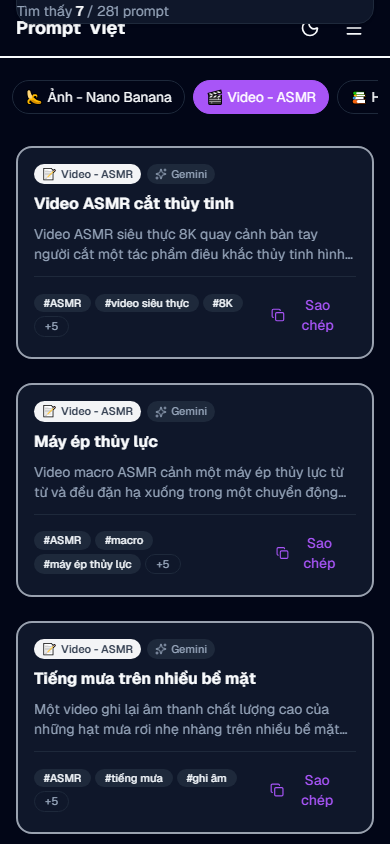 Tìm thấy 7 / 281 prompt
Prompt Việt
Ảnh - Nano Banana
Video - ASMR
H
Video - ASMR
Gemini
Video ASMR cắt thủy tinh
Video ASMR siêu thực 8K quay cảnh bàn tay
người cắt một tác phẩm điêu khắc thủy tinh hình...
#ASMR
#video siêu thực
#8K
Sao
chép
+5
Video - ASMR
Gemini
Máy ép thủy lực
Video macro ASMR cảnh một máy ép thủy lực từ
từ và đều đặn hạ xuống trong một chuyển động...
#ASMR
#macro
Sao
chép
#máy ép thủy lực
+5
Video - ASMR
Gemini
Tiếng mưa trên nhiều bề mặt
Một video ghi lại âm thanh chất lượng cao của
những hạt mưa rơi nhẹ nhàng trên nhiều bề mặt...
#ASMR
#tiếng mưa
#ghi âm
Sao
chép
+5